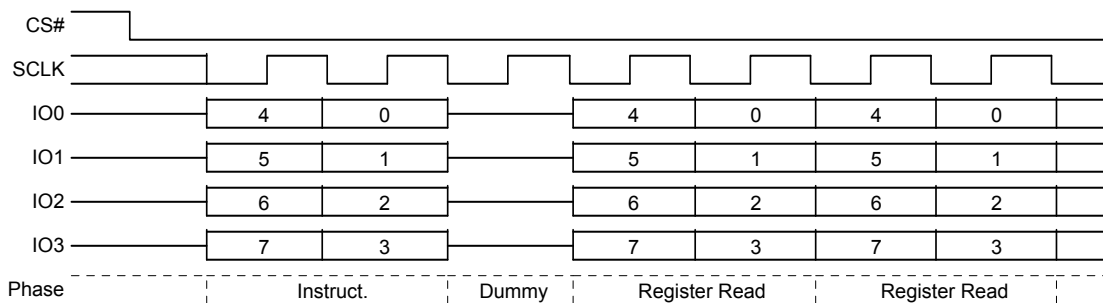 CS#
SCLK
IO0 4 0 4 0 4 0
IO1 5 1 5 1 5 1
IO2 6 2 6 2 6 2
IO3 7 3 7 3 7 3
Phase Instruct. Dummy Register Read Register Read